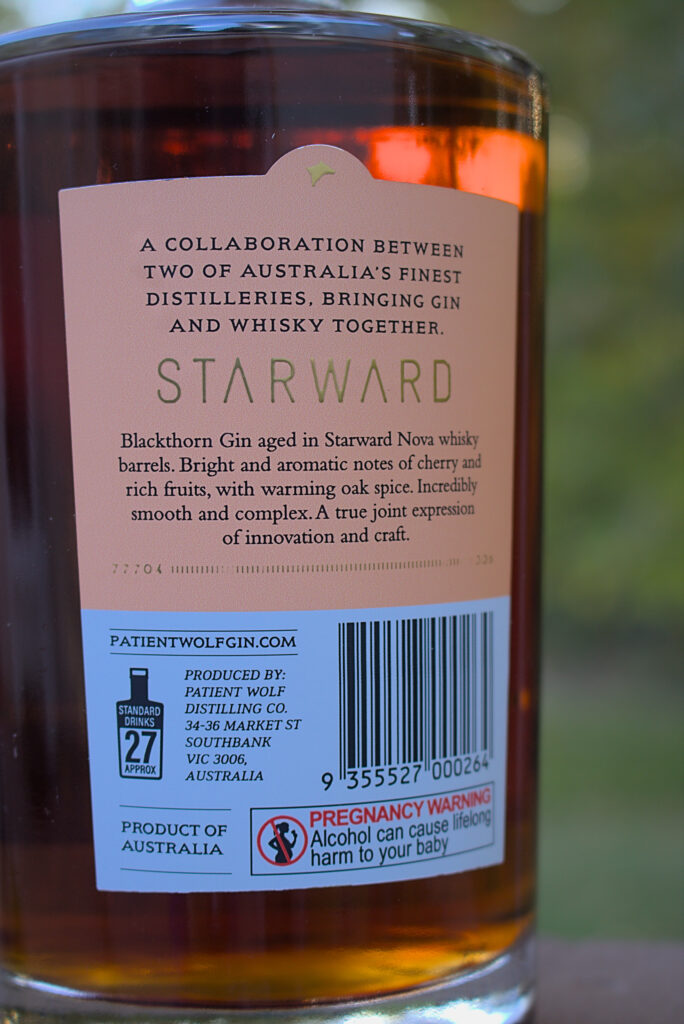 A COLLABORATION BETWEEN
TWO OF AUSTRALIA'S FINEST
DISTILLERIES, BRINGING GIN
AND WHISKY TOGETHER.
STARWARD
Blackthorn Gin aged in Starward Nova whisky
barrels. Bright and aromatic notes of cherry and
rich fruits, with warming oak spice. Incredibly
smooth and complex. A true joint expression
of innovation and craft.
77704
PATIENTWOLFGIN.COM
STANDARD
DRINKS
27
APPROX
PRODUCED BY:
PATIENT WOLF
DISTILLING CO.
34-36 MARKET ST
SOUTHBANK
VIC 3006,
AUSTRALIA
9 355527 000264
PRODUCT OF
AUSTRALIA
PREGNANCY WARNING
Alcohol can cause lifelong
harm to your baby